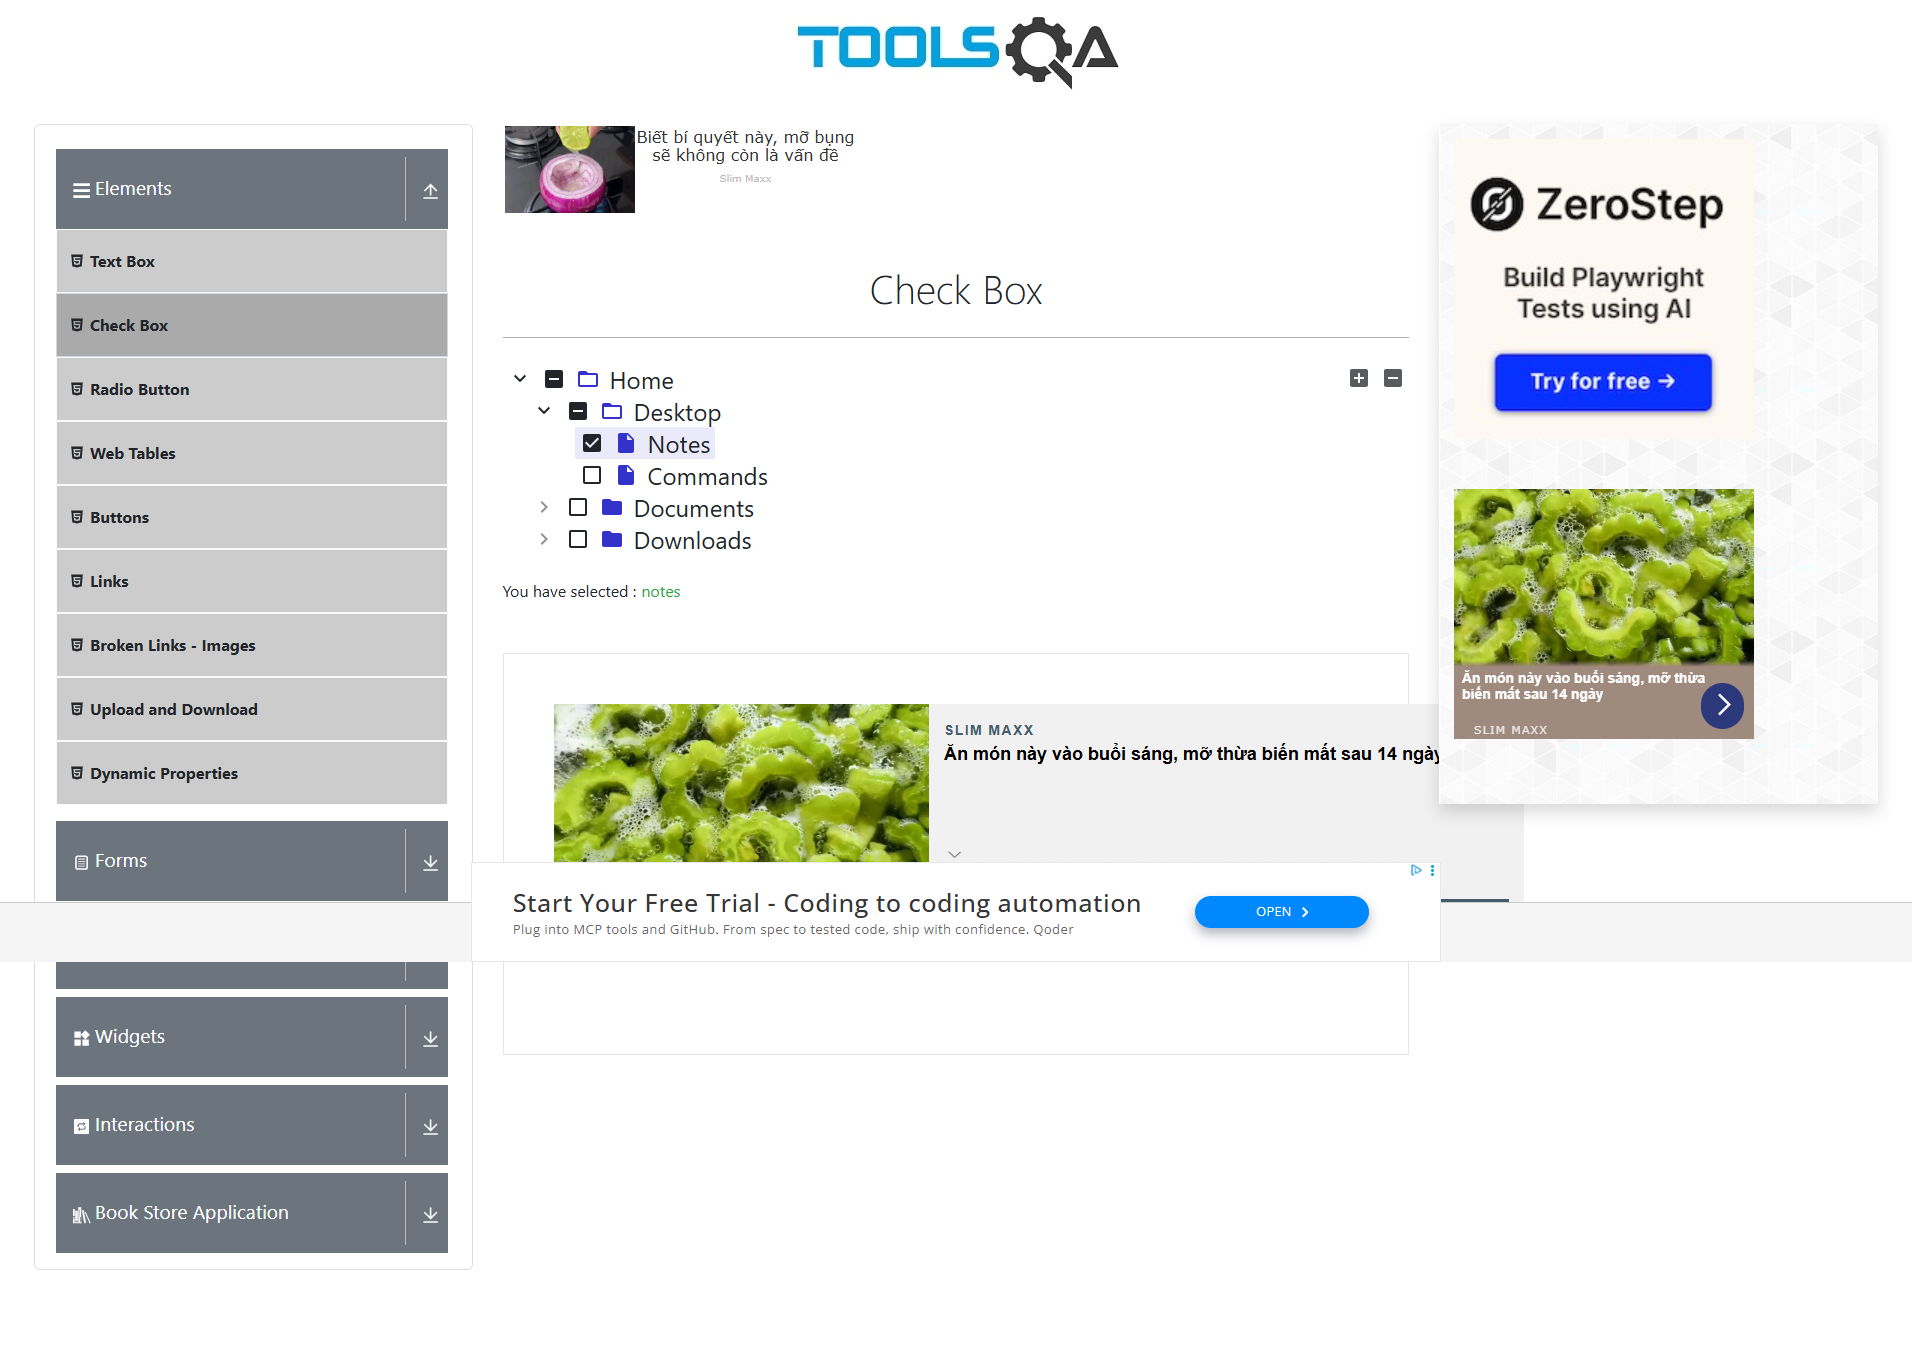 TOOLSQA
Elements
Text Box
Check Box
Radio Button
Web Tables
Buttons
Links
Broken Links - Images
Upload and Download
Dynamic Properties
Forms
Widgets
Interactions
Book Store Application
Biết bí quyết này, mỡ bụng
sẽ không còn là vấn đề
Slim Maxx
Check Box
Home
Desktop
Notes
Commands
Documents
Downloads
You have selected : notes
SLIM MAXX
Ăn món này vào buổi sáng, mỡ thừa biến mất sau 14 ngày
Start Your Free Trial - Coding to coding automation
Plug into MCP tools and GitHub. From spec to tested code, ship with confidence. Qoder
OPEN
ZeroStep
Build Playwright
Tests using AI
Try for free →
Ăn món này vào buổi sáng, mỡ thừa
biến mất sau 14 ngày
SLIM MAXX